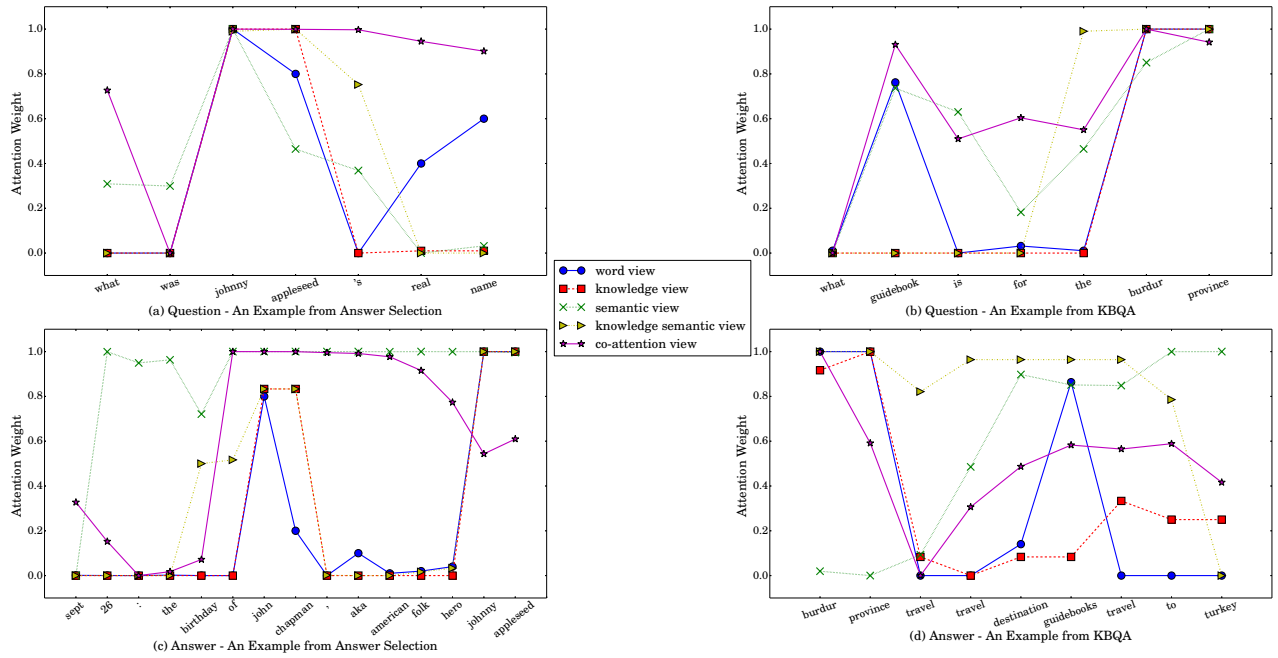 Attention Weight
1.0
0.8
0.6
0.4
0.2
0.0
what was johnny appleseed 's real name
(a) Question - An Example from Answer Selection
Attention Weight
1.0
0.8
0.6
0.4
0.2
0.0
what guidebook is for the burdur province
(b) Question - An Example from KBQA
word view
knowledge view
semantic view
knowledge semantic view
co-attention view
Attention Weight
1.0
0.8
0.6
0.4
0.2
0.0
sept 26 : the birthday of john chapman , aka american folk hero johnny appleseed
(c) Answer - An Example from Answer Selection
Attention Weight
1.0
0.8
0.6
0.4
0.2
0.0
burdur province travel travel destination guidebooks travel to turkey
(d) Answer - An Example from KBQA